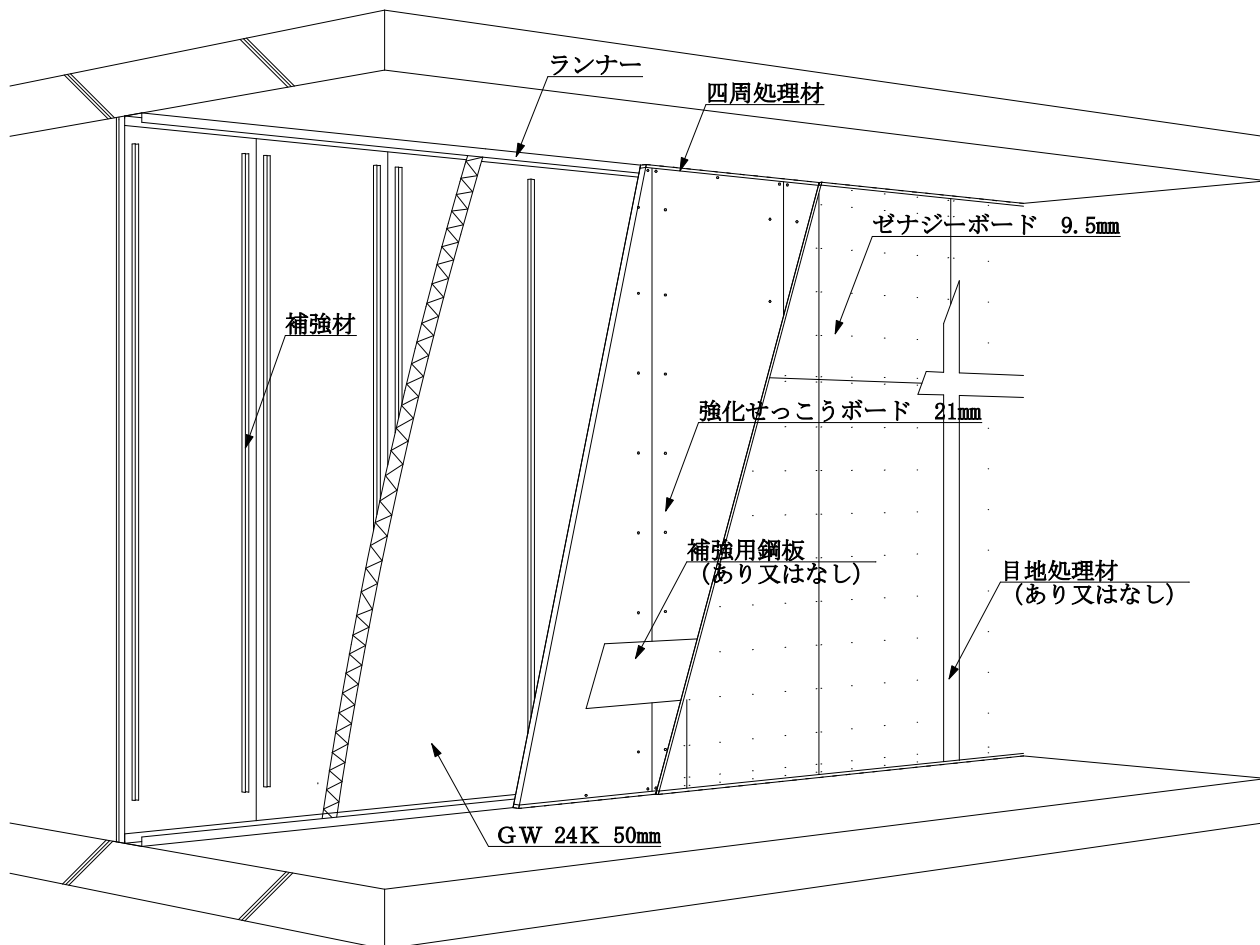 ランナー
四周処理材
ゼナジーボード 9.5mm
補強材
強化せっこうボード 21mm
補強用鋼板
(あり又はなし)
目地処理材
(あり又はなし)
GW 24K 50mm